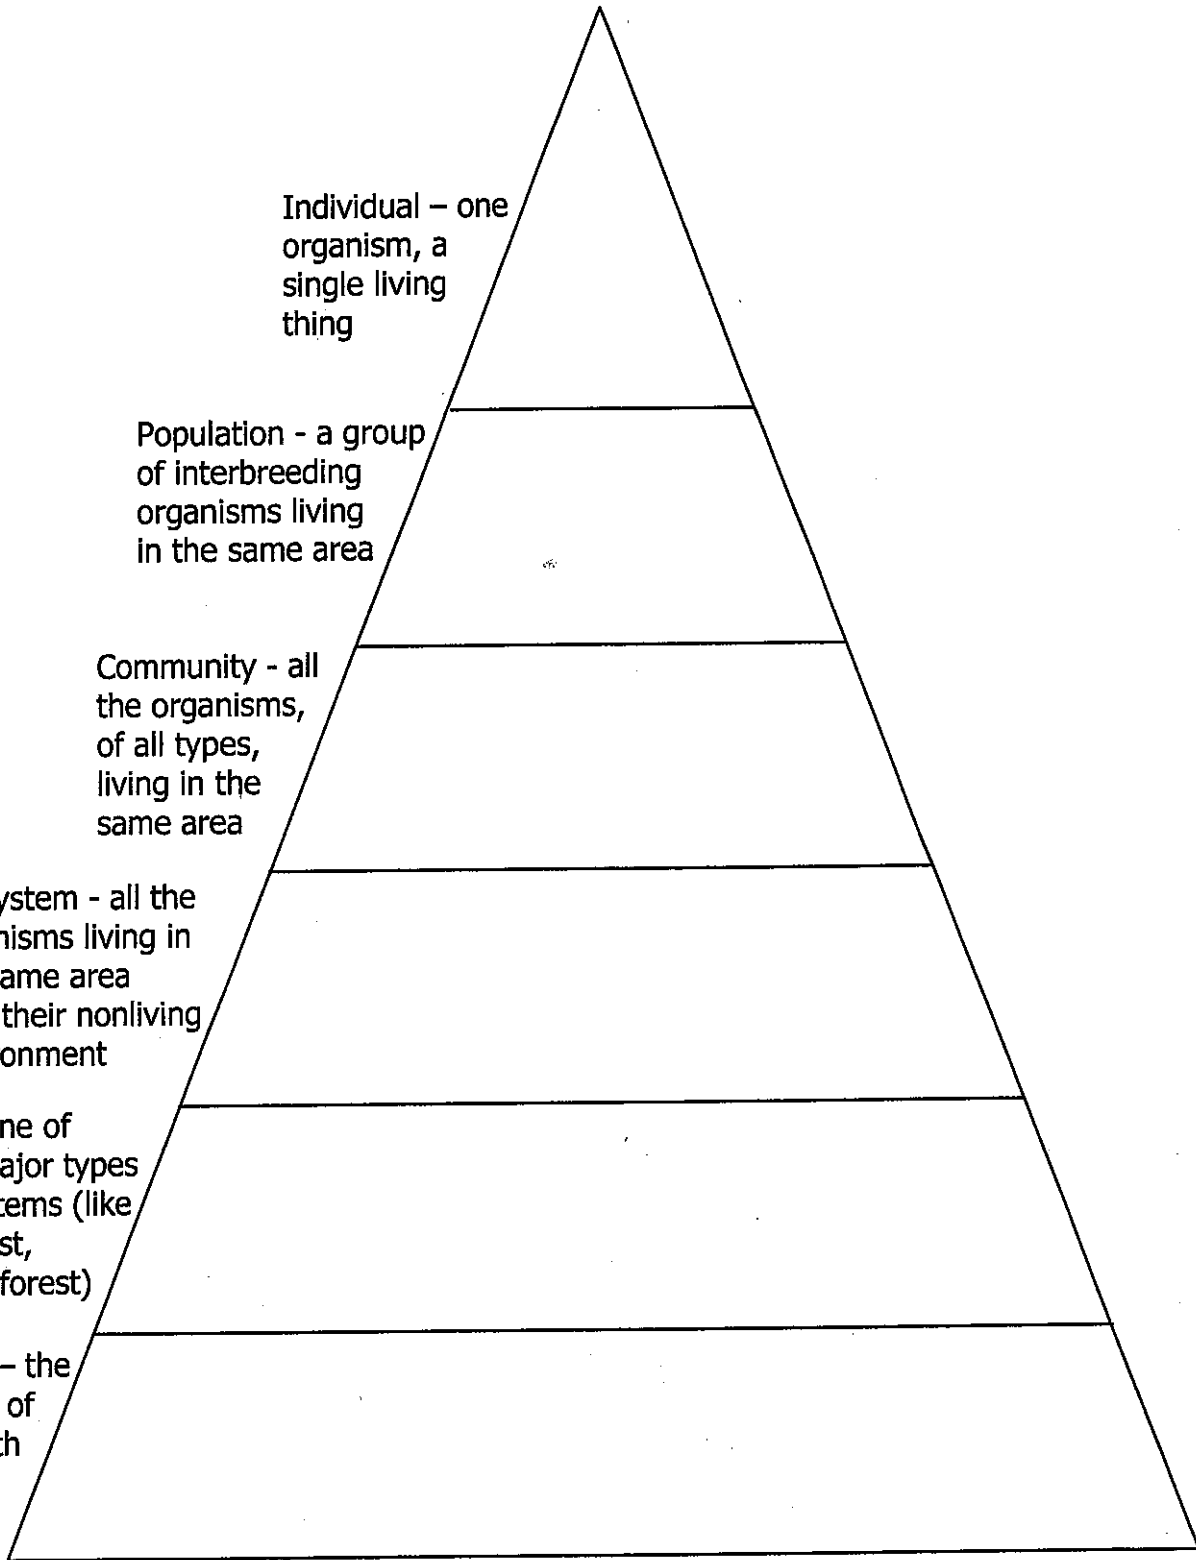 Individual – one
organism, a
single living
thing
Population - a group
of interbreeding
organisms living
in the same area
Community - all
the organisms,
of all types,
living in the
same area
ystem - all the
nisms living in
ame area
their nonliving
onment
ne of
ajor types
tems (like
st,
forest)
– the
of
th